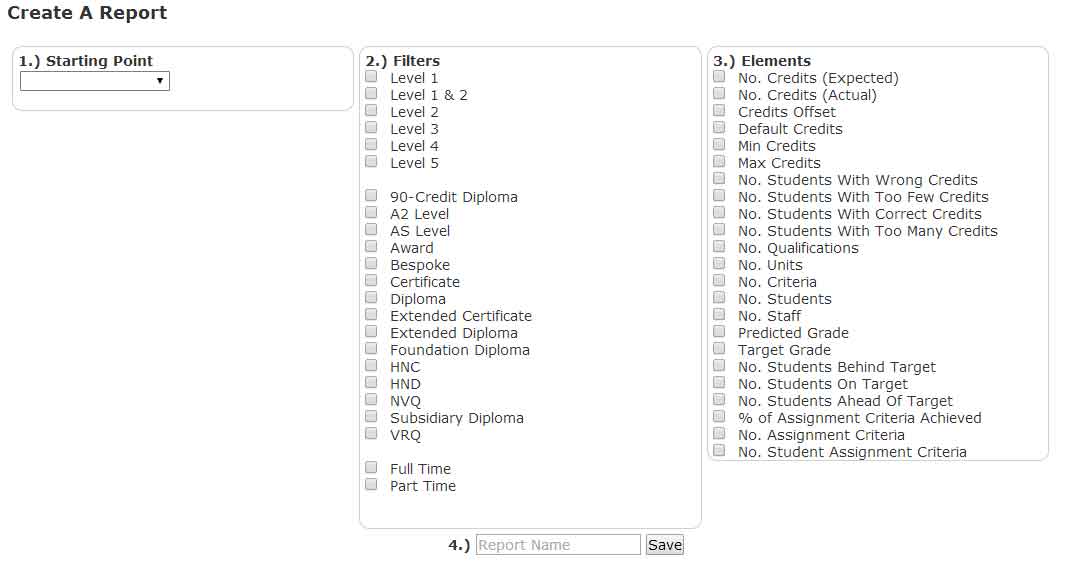 Create A Report
1.) Starting Point
2.) Filters
Level 1
Level 1 & 2
Level 2
Level 3
Level 4
Level 5
90-Credit Diploma
A2 Level
AS Level
Award
Bespoke
Certificate
Diploma
Extended Certificate
Extended Diploma
Foundation Diploma
HNC
HND
NVQ
Subsidiary Diploma
VRQ
Full Time
Part Time
3.) Elements
No. Credits (Expected)
No. Credits (Actual)
Credits Offset
Default Credits
Min Credits
Max Credits
No. Students With Wrong Credits
No. Students With Too Few Credits
No. Students With Correct Credits
No. Students With Too Many Credits
No. Qualifications
No. Units
No. Criteria
No. Students
No. Staff
Predicted Grade
Target Grade
No. Students Behind Target
No. Students On Target
No. Students Ahead Of Target
% of Assignment Criteria Achieved
No. Assignment Criteria
No. Student Assignment Criteria
4.) Report Name Save